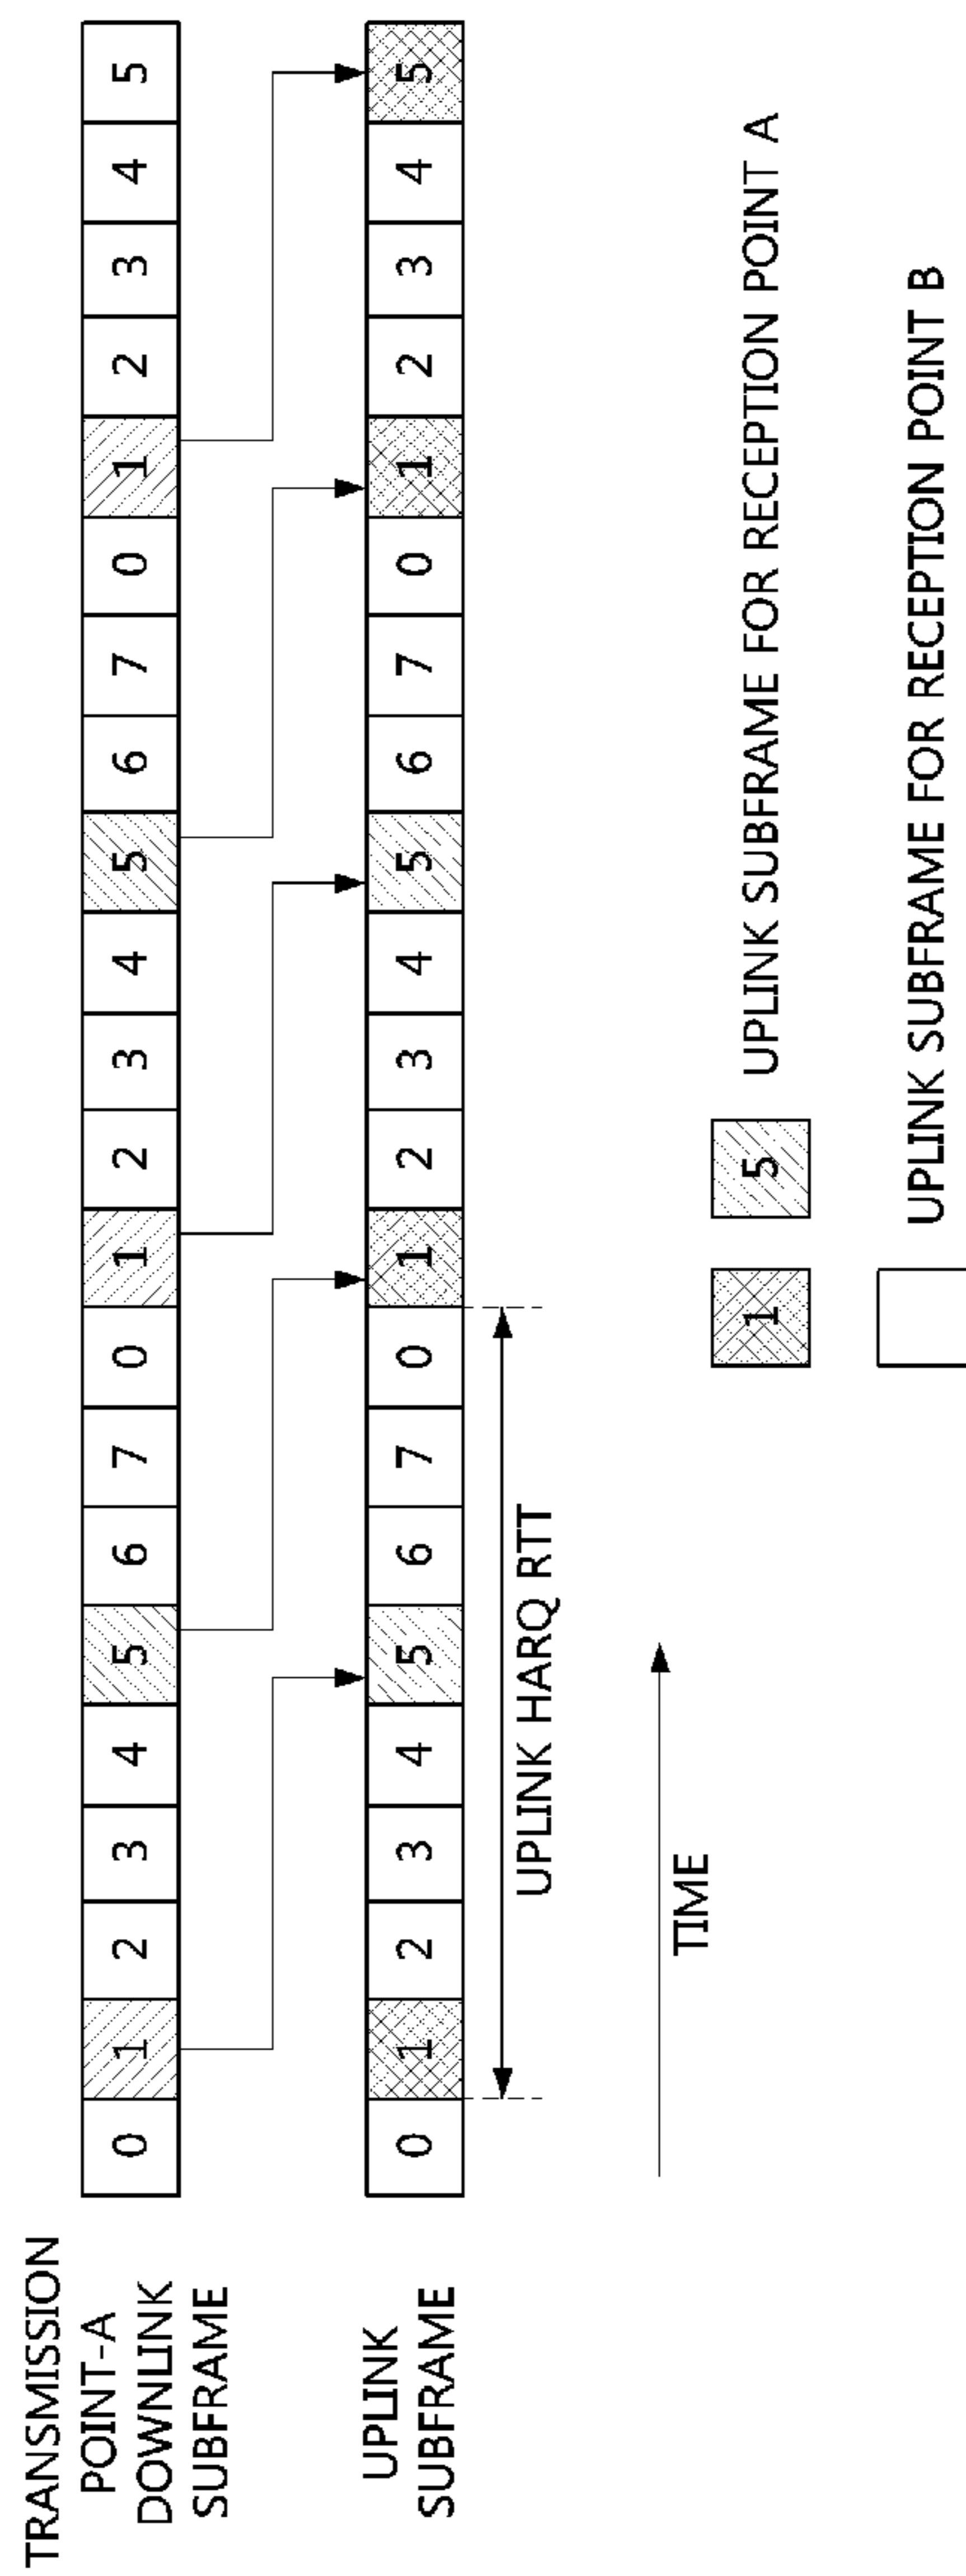 TRANSMISSION
POINT-A
DOWNLINK
SUBFRAME
0 1 2 3 4 5 6 7 0 1 2 3 4 5 6 7 0 1 2 3 4 5
UPLINK
SUBFRAME
0 1 2 3 4 5 6 7 0 1 2 3 4 5 6 7 0 1 2 3 4 5
UPLINK HARQ RTT
TIME
1 5 UPLINK SUBFRAME FOR RECEPTION POINT A
UPLINK SUBFRAME FOR RECEPTION POINT B